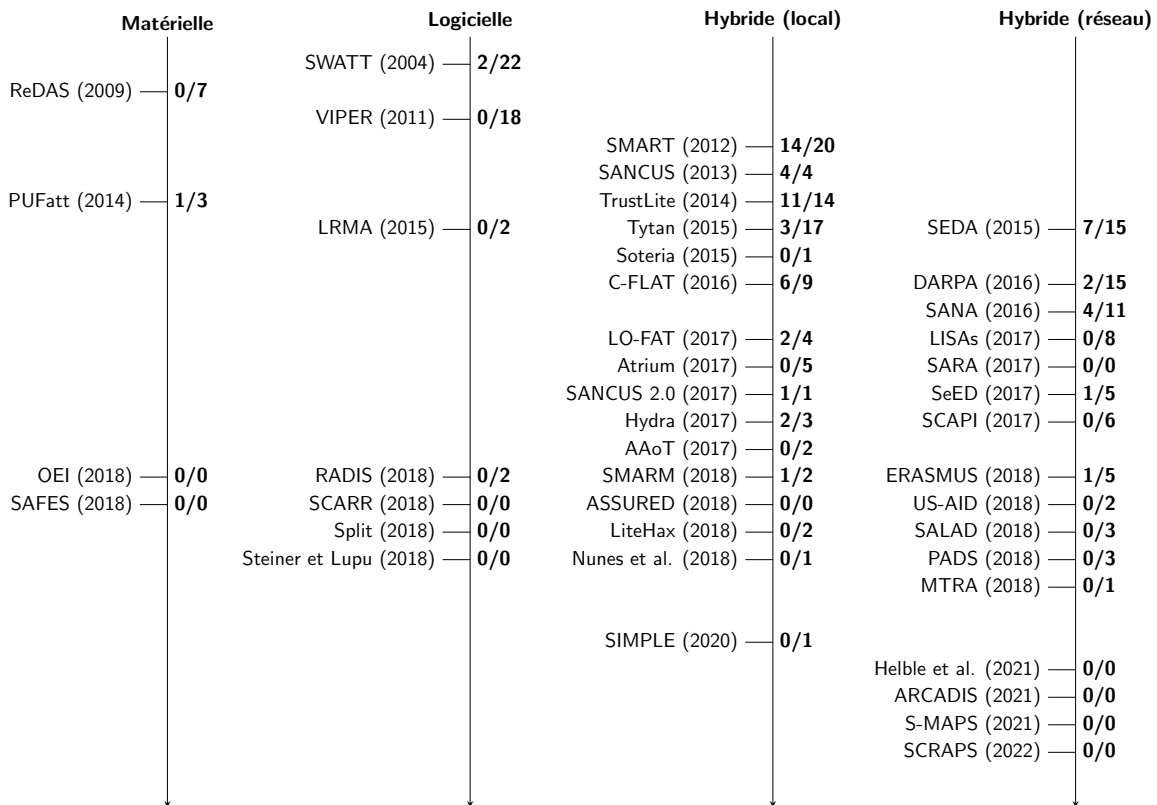 Matérielle
ReDAS (2009) 0/7
PUFatt (2014) 1/3
OEI (2018) 0/0
SAFES (2018) 0/0
Logicielle
SWATT (2004) 2/22
VIPER (2011) 0/18
LRMA (2015) 0/2
RADIS (2018) 0/2
SCARR (2018) 0/0
Split (2018) 0/0
Steiner et Lupu (2018) 0/0
Hybride (local)
SMART (2012) 14/20
SANCUS (2013) 4/4
TrustLite (2014) 11/14
Tytan (2015) 3/17
Soteria (2015) 0/1
C-FLAT (2016) 6/9
LO-FAT (2017) 2/4
Atrium (2017) 0/5
SANCUS 2.0 (2017) 1/1
Hydra (2017) 2/3
AAoT (2017) 0/2
SMARM (2018) 1/2
ASSURED (2018) 0/0
LiteHax (2018) 0/2
Nunes et al. (2018) 0/1
SIMPLE (2020) 0/1
Hybride (réseau)
SEDA (2015) 7/15
DARPA (2016) 2/15
SANA (2016) 4/11
LISAs (2017) 0/8
SARA (2017) 0/0
SeED (2017) 1/5
SCAPI (2017) 0/6
ERASMUS (2018) 1/5
US-AID (2018) 0/2
SALAD (2018) 0/3
PADS (2018) 0/3
MTRA (2018) 0/1
Helble et al. (2021) 0/0
ARCADIS (2021) 0/0
S-MAPS (2021) 0/0
SCRAPS (2022) 0/0